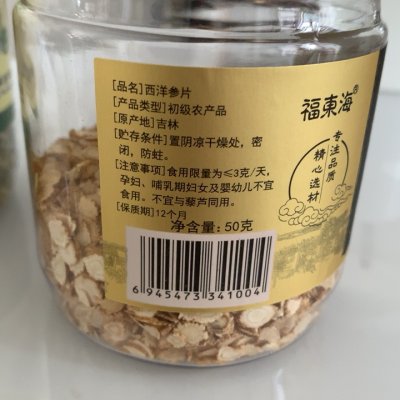 [品名]西洋参片
[产品类型]初级农产品
[原产地]吉林
[贮存条件]置阴凉干燥处，密
闭，防蛀。
[注意事项]食用限量为≤3克/天，
孕妇、哺乳期妇女及婴幼儿不宜
食用。不宜与藜芦同用。
[保质期]12个月
净含量:50克
6 945473 341004
福東海®
专注品质
精心选材